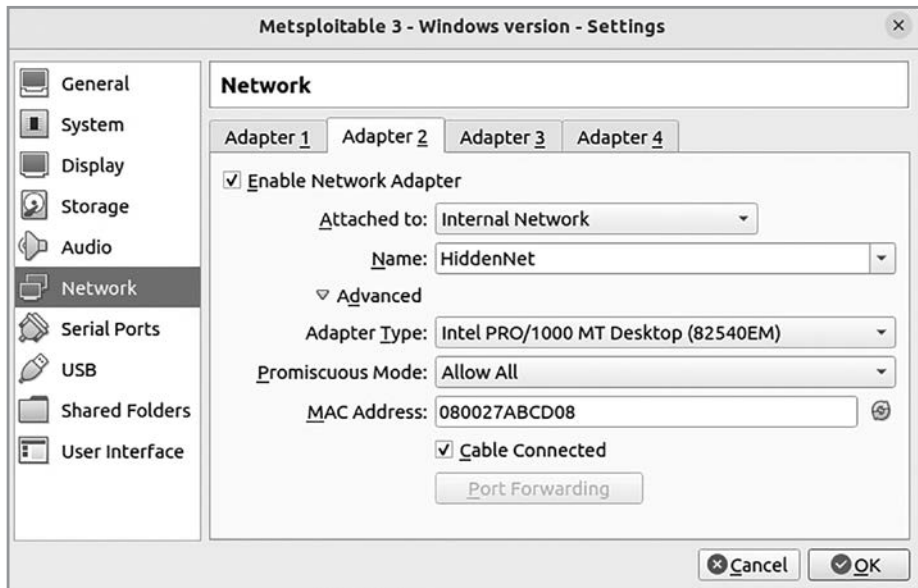 Metsploitable 3 - Windows version - Settings
General
System
Display
Storage
Audio
Network
Serial Ports
USB
Shared Folders
User Interface
Network
Adapter 1 Adapter 2 Adapter 3 Adapter 4
Enable Network Adapter
Attached to: Internal Network
Name: HiddenNet
Advanced
Adapter Type: Intel PRO/1000 MT Desktop (82540EM)
Promiscuous Mode: Allow All
MAC Address: 080027ABCD08
Cable Connected
Port Forwarding
Cancel OK